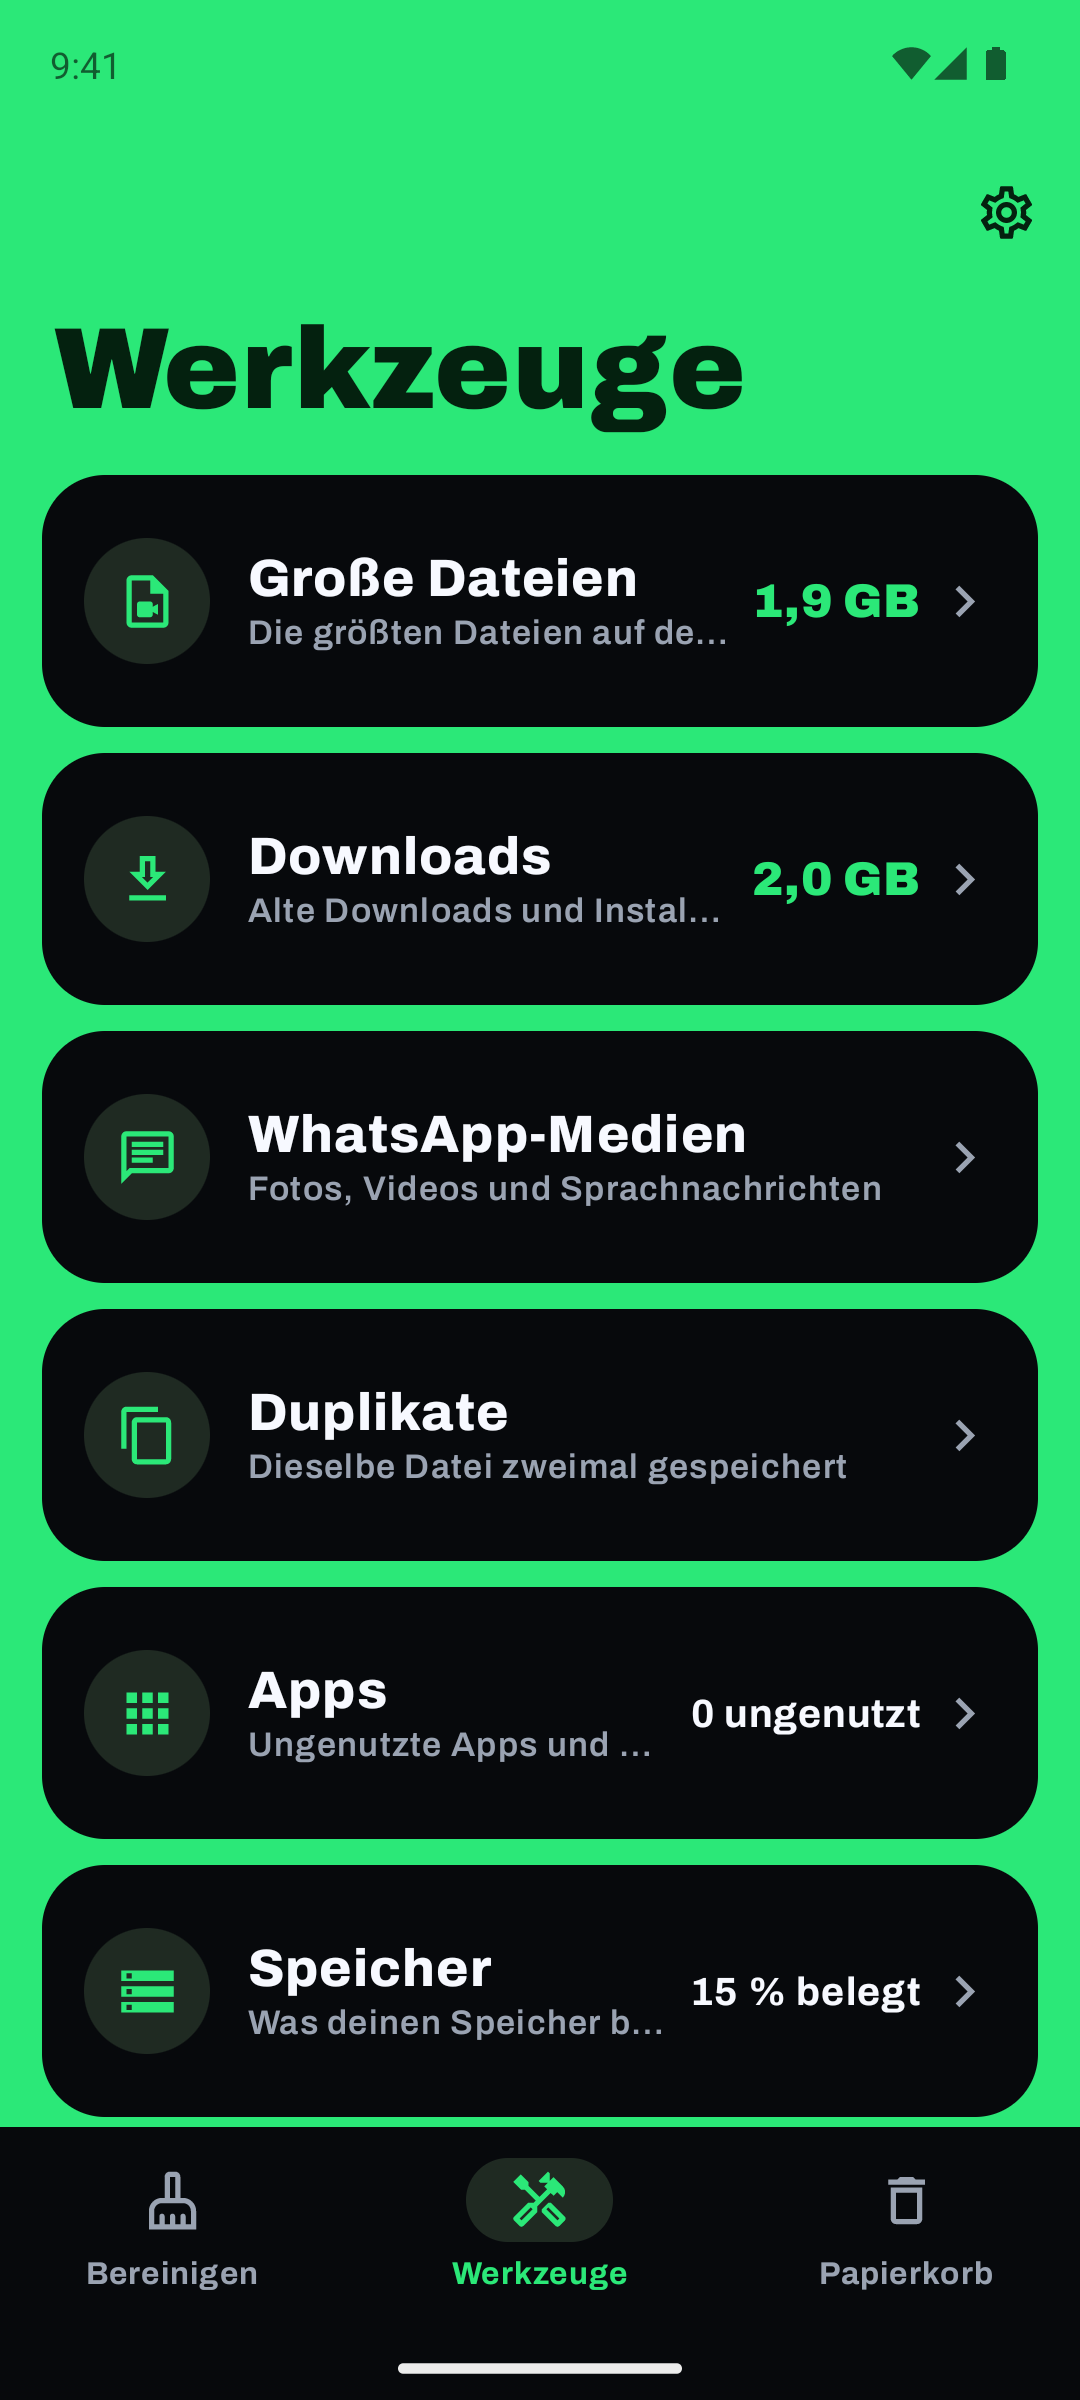 9:41
Werkzeuge
Große Dateien
Die größten Dateien auf de...
1,9 GB
Downloads
Alte Downloads und Instal...
2,0 GB
WhatsApp-Medien
Fotos, Videos und Sprachnachrichten
Duplikate
Dieselbe Datei zweimal gespeichert
Apps
Ungenutzte Apps und ...
0 ungenutzt
Speicher
Was deinen Speicher b...
15 % belegt
Bereinigen
Werkzeuge
Papierkorb